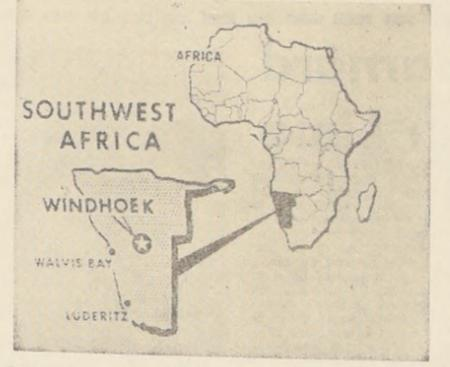 AFRICA
SOUTHWEST
AFRICA
WINDHOEK
WALVIS BAY
LUDERITZ